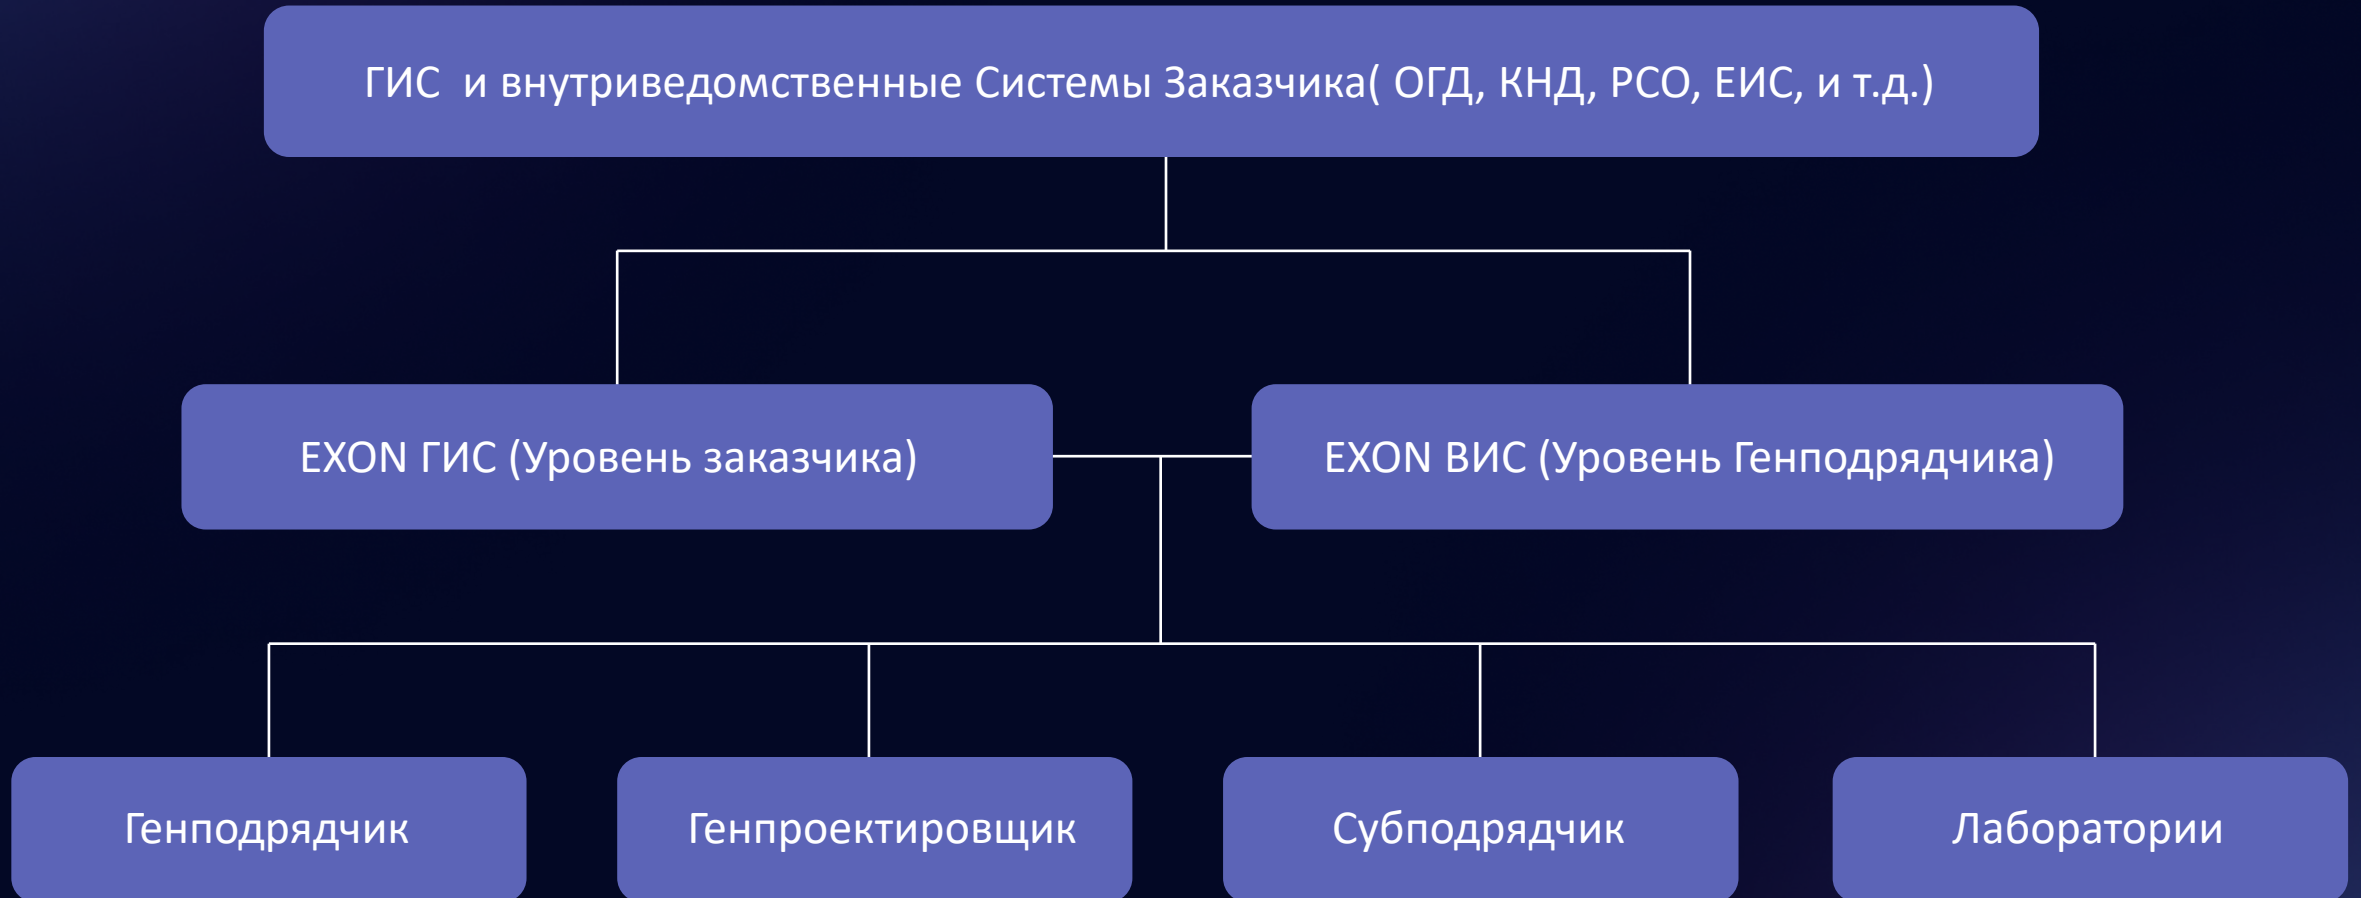 ГИС  и внутриведомственные Системы Заказчика( ОГД, КНД, РСО, ЕИС, и т.д.)
EXON ГИС (Уровень заказчика)
EXON ВИС (Уровень Генподрядчика)
Генподрядчик
Генпроектировщик
Субподрядчик
Лаборатории